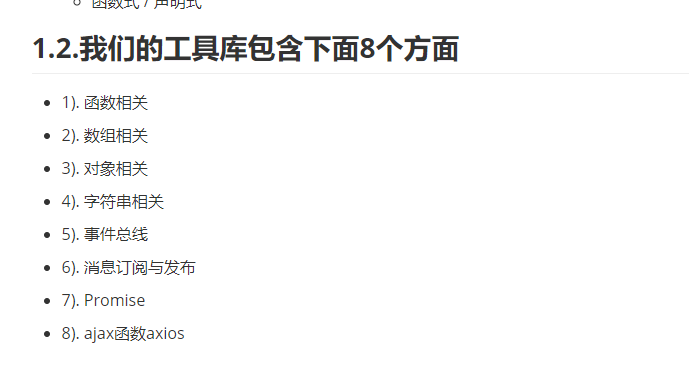 函数式 / 声明式
1.2.我们的工具库包含下面8个方面
1). 函数相关
2). 数组相关
3). 对象相关
4). 字符串相关
5). 事件总线
6). 消息订阅与发布
7). Promise
8). ajax函数axios